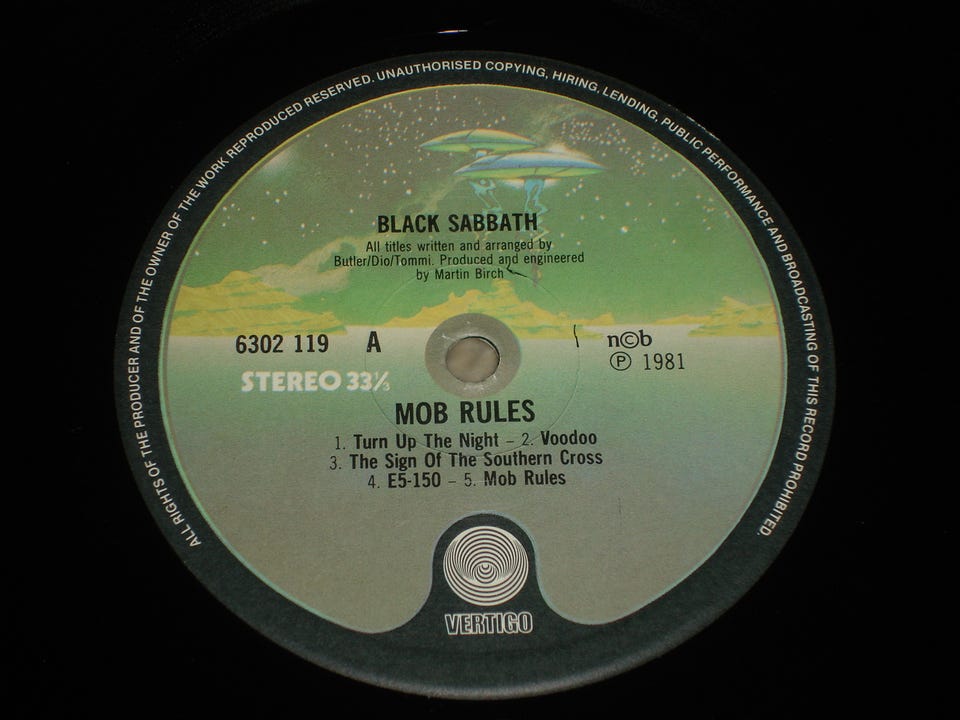 ALL RIGHTS OF THE PRODUCER AND OF THE OWNER OF THE WORK REPRODUCED RESERVED. UNAUTHORISED COPYING, HIRING, LENDING, PUBLIC PERFORMANCE AND BROADCASTING OF THIS RECORD PROHIBITED.
BLACK SABBATH
All titles written and arranged by
Butler/Dio/Tommi. Produced and engineered
by Martin Birch
6302 119 A n©b
STEREO 33⅓ ℗ 1981
MOB RULES
1. Turn Up The Night – 2. Voodoo
3. The Sign Of The Southern Cross
4. E5-150 – 5. Mob Rules
VERTIGO